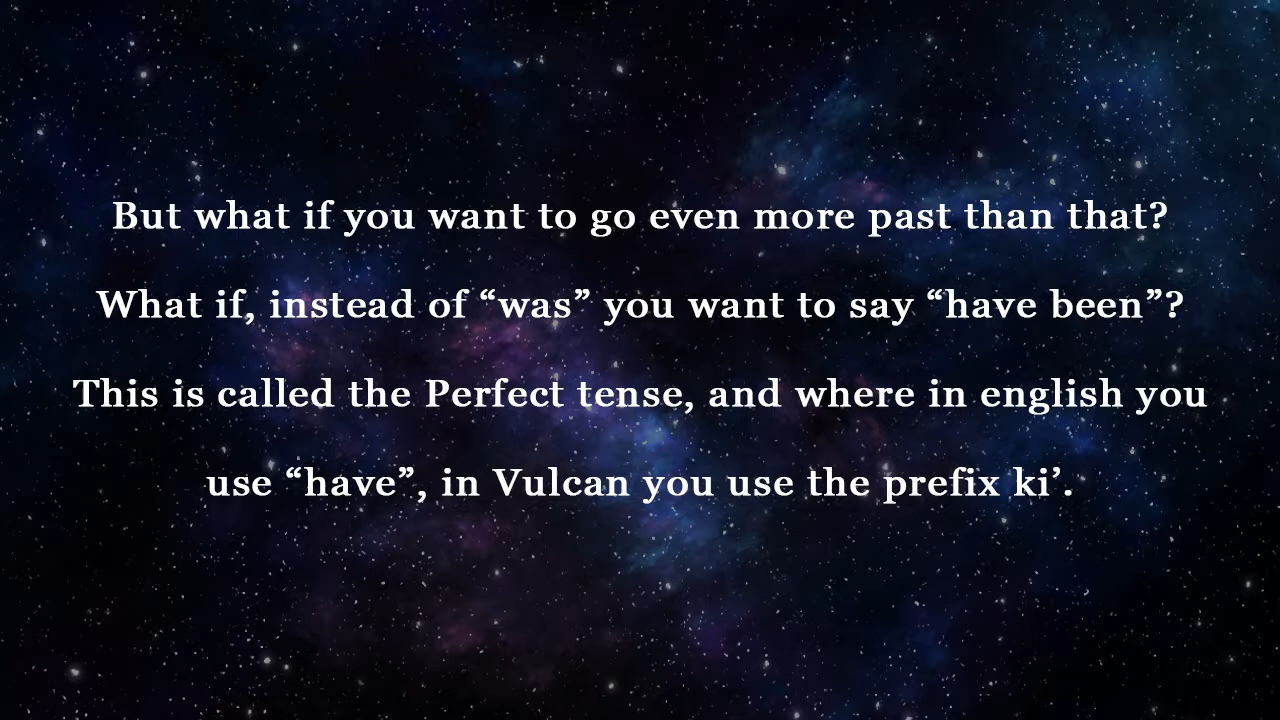 But what if you want to go even more past than that?
What if, instead of “was” you want to say “have been”?
This is called the Perfect tense, and where in english you
use “have”, in Vulcan you use the prefix ki’.